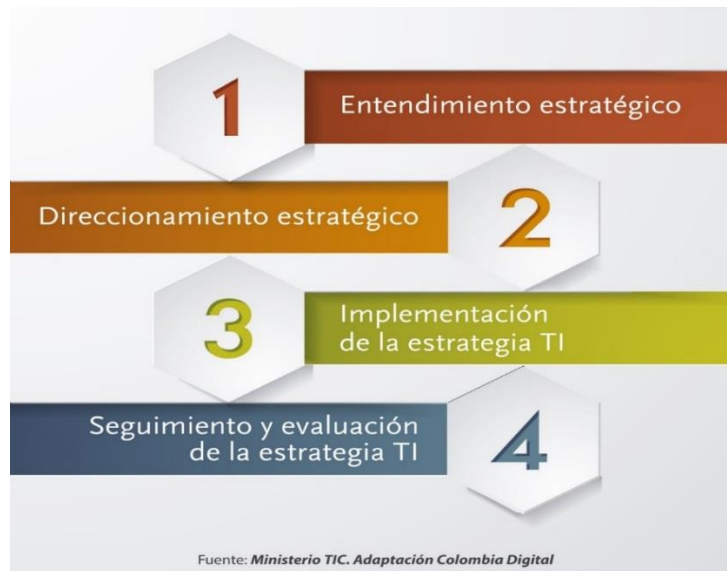 1
Entendimiento estratégico
Direccionamiento estratégico
2
3
Implementación
de la estrategia TI
Seguimiento y evaluación
de la estrategia TI
4
Fuente: Ministerio TIC. Adaptación Colombia Digital